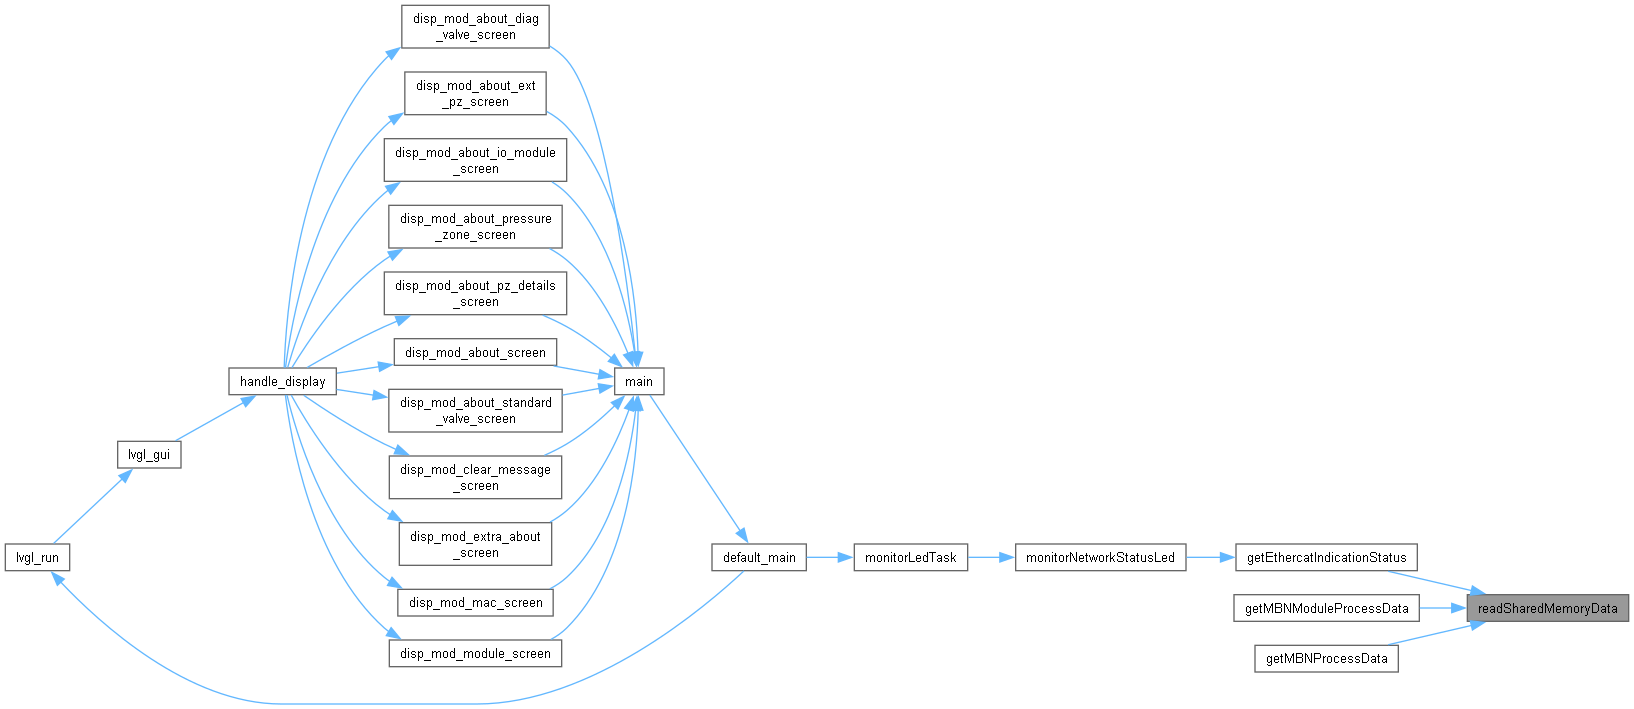 disp_mod_about_diag
_valve_screen
disp_mod_about_ext
_pz_screen
disp_mod_about_io_module
_screen
disp_mod_about_pressure
_zone_screen
disp_mod_about_pz_details
_screen
disp_mod_about_screen
handle_display
main
disp_mod_about_standard
_valve_screen
lvgl_gui
disp_mod_clear_message
_screen
disp_mod_extra_about
_screen
lvgl_run
default_main
monitorLedTask
monitorNetworkStatusLed
getEthercatIndicationStatus
disp_mod_mac_screen
getMBNModuleProcessData
readSharedMemoryData
disp_mod_module_screen
getMBNProcessData